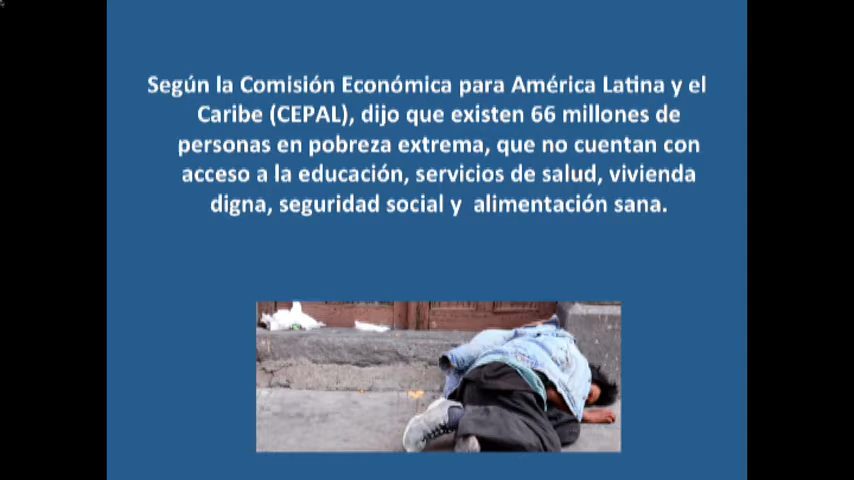 Según la Comisión Económica para América Latina y el
Caribe (CEPAL), dijo que existen 66 millones de
personas en pobreza extrema, que no cuentan con
acceso a la educación, servicios de salud, vivienda
digna, seguridad social y alimentación sana.